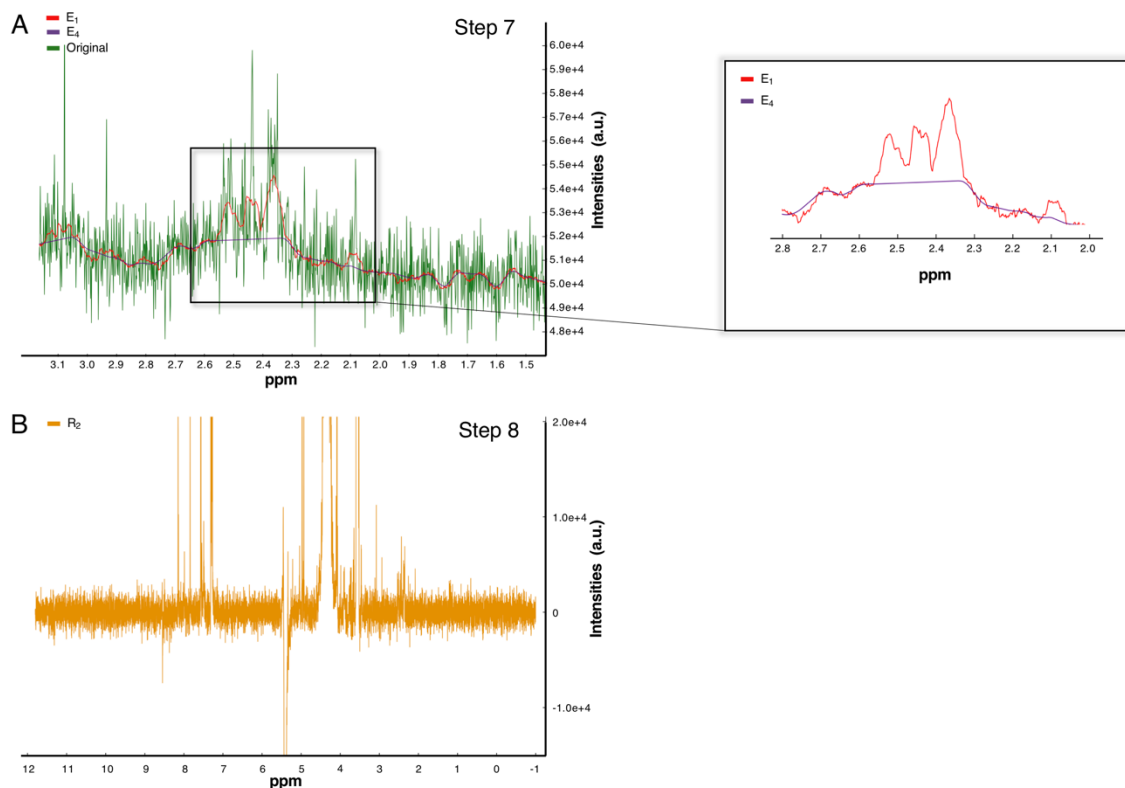 A
E₁
E₄
Original
Step 7
6.0e+4
5.9e+4
5.8e+4
5.7e+4
5.6e+4
5.5e+4
5.4e+4
5.3e+4
5.2e+4
5.1e+4
5.0e+4
4.9e+4
4.8e+4
Intensities (a.u.)
3.1 3.0 2.9 2.8 2.7 2.6 2.5 2.4 2.3 2.2 2.1 2.0 1.9 1.8 1.7 1.6 1.5
ppm
E₁
E₄
2.8 2.7 2.6 2.5 2.4 2.3 2.2 2.1 2.0
ppm
B
R₂
Step 8
2.0e+4
1.0e+4
0
-1.0e+4
Intensities (a.u.)
12 11 10 9 8 7 6 5 4 3 2 1 0 -1
ppm